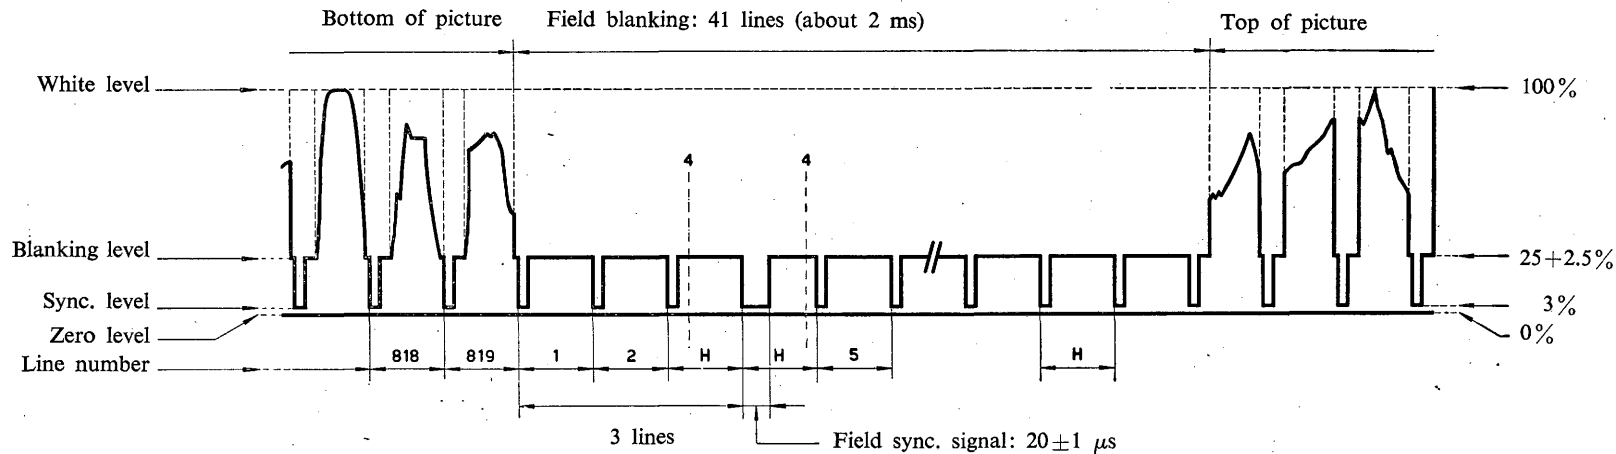 Bottom of picture
Field blanking: 41 lines (about 2 ms)
Top of picture
White level
100%
4
4
Blanking level
25+2.5%
Sync. level
3%
Zero level
0%
Line number
818
819
1
2
H
H
5
H
3 lines
Field sync. signal: 20±1 μs